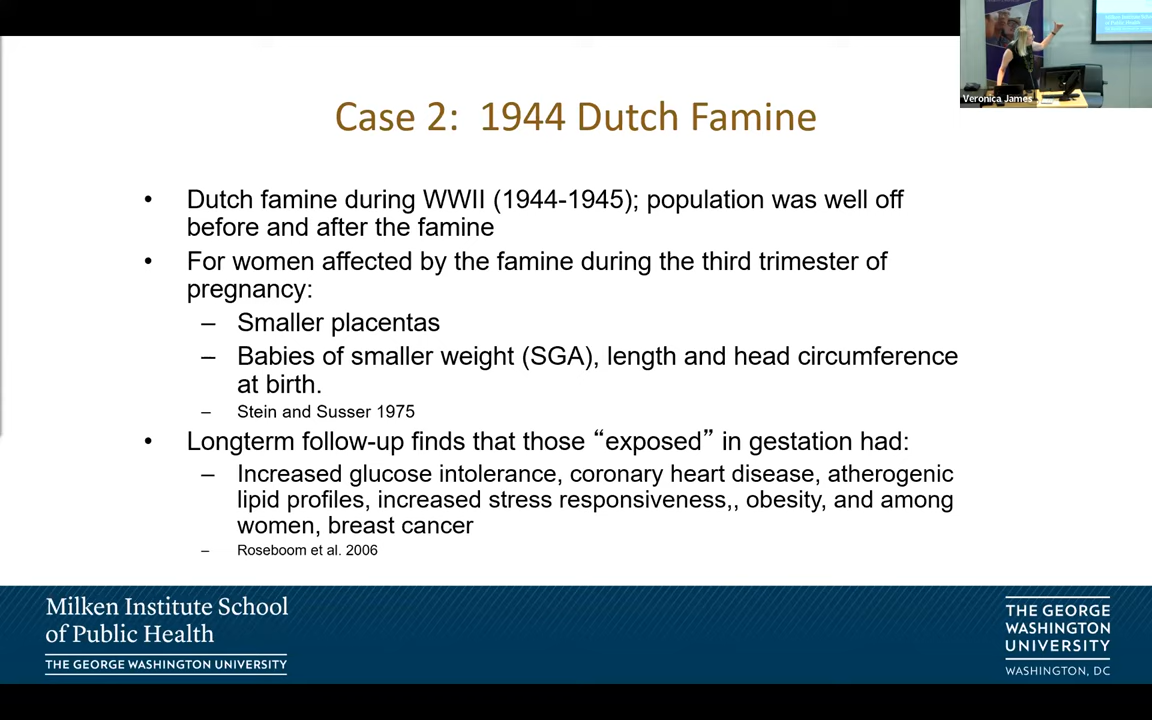 Veronica James
Case 2: 1944 Dutch Famine
• Dutch famine during WWII (1944-1945); population was well off
before and after the famine
• For women affected by the famine during the third trimester of
pregnancy:
– Smaller placentas
– Babies of smaller weight (SGA), length and head circumference
at birth.
– Stein and Susser 1975
• Longterm follow-up finds that those “exposed” in gestation had:
– Increased glucose intolerance, coronary heart disease, atherogenic
lipid profiles, increased stress responsiveness,, obesity, and among
women, breast cancer
– Roseboom et al. 2006
Milken Institute School
of Public Health
THE GEORGE WASHINGTON UNIVERSITY
THE GEORGE
WASHINGTON
UNIVERSITY
WASHINGTON, DC